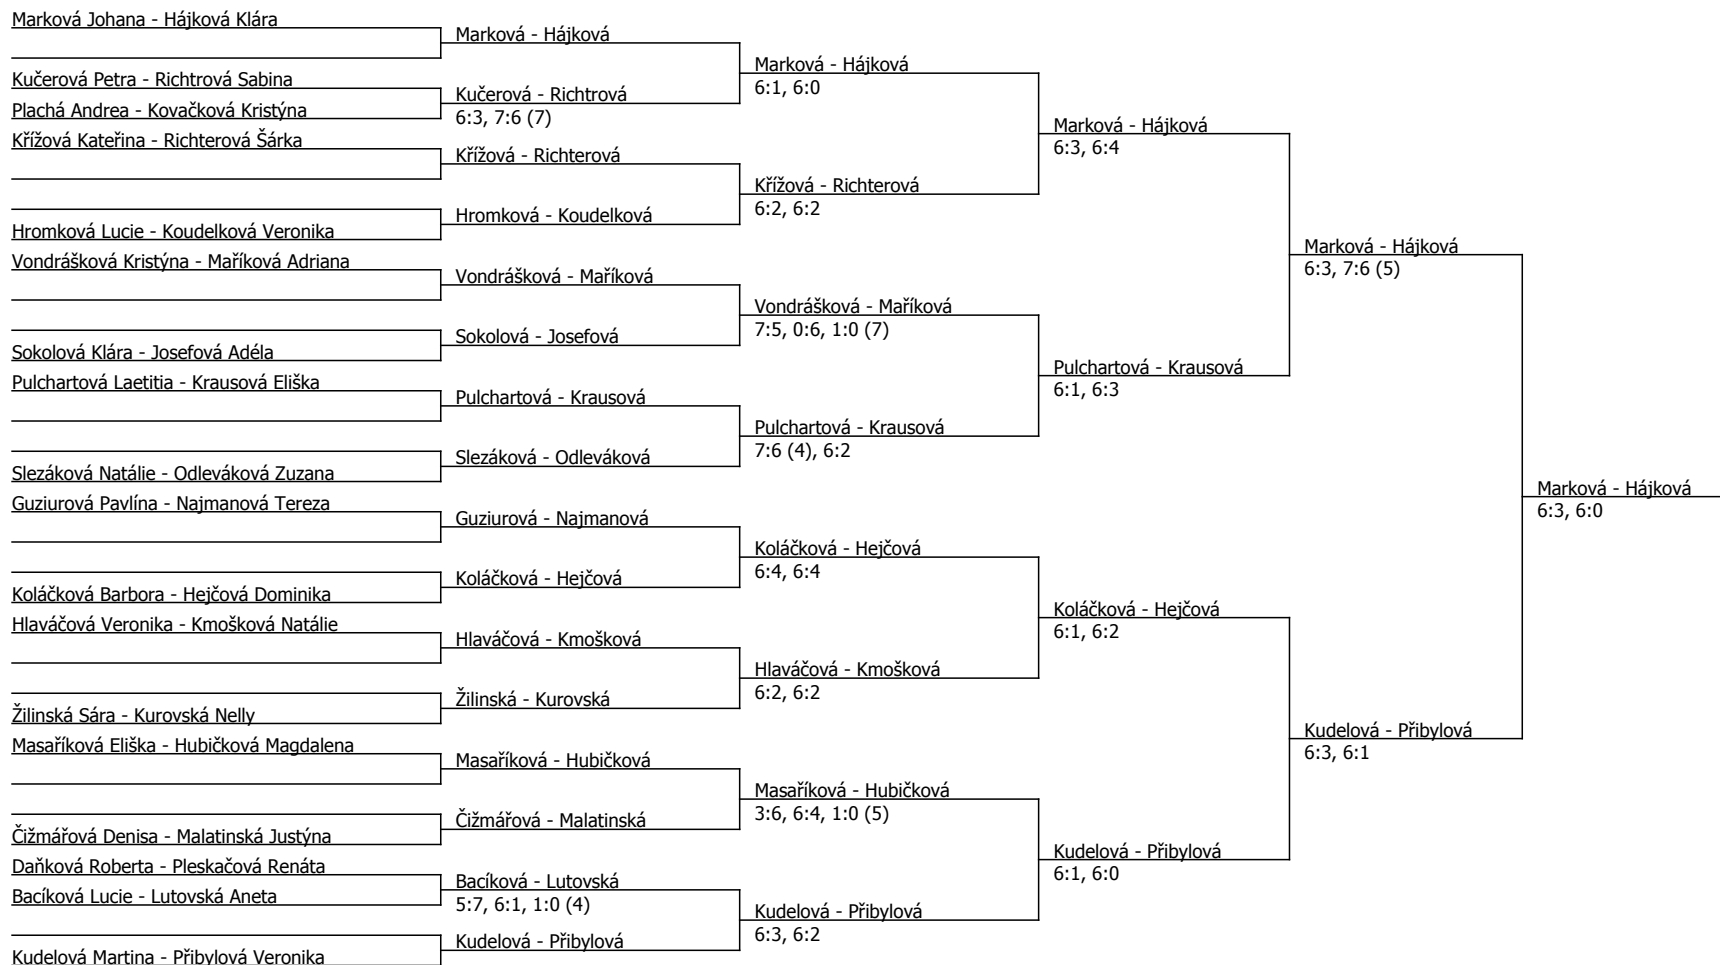 Marková Johana - Hájková Klára
Kučerová Petra - Richtrová Sabina
Plachá Andrea - Kovačková Kristýna
Křížová Kateřina - Richterová Šárka
Hromková Lucie - Koudelková Veronika
Vondrášková Kristýna - Maříková Adriana
Sokolová Klára - Josefová Adéla
Pulchartová Laetitia - Krausová Eliška
Slezáková Natálie - Odleváková Zuzana
Guziurová Pavlína - Najmanová Tereza
Koláčková Barbora - Hejčová Dominika
Hlaváčová Veronika - Kmošková Natálie
Žilinská Sára - Kurovská Nelly
Masaříková Eliška - Hubičková Magdalena
Čižmářová Denisa - Malatinská Justýna
Daňková Roberta - Pleskačová Renáta
Bacíková Lucie - Lutovská Aneta
Kudelová Martina - Přibylová Veronika
Marková - Hájková
Kučerová - Richtrová
6:3, 7:6 (7)
Křížová - Richterová
Hromková - Koudelková
Vondrášková - Maříková
Sokolová - Josefová
Pulchartová - Krausová
Slezáková - Odleváková
Guziurová - Najmanová
Koláčková - Hejčová
Hlaváčová - Kmošková
Žilinská - Kurovská
Masaříková - Hubičková
Čižmářová - Malatinská
Bacíková - Lutovská
5:7, 6:1, 1:0 (4)
Kudelová - Přibylová
Marková - Hájková
6:1, 6:0
Křížová - Richterová
6:2, 6:2
Vondrášková - Maříková
7:5, 0:6, 1:0 (7)
Pulchartová - Krausová
7:6 (4), 6:2
Koláčková - Hejčová
6:4, 6:4
Hlaváčová - Kmošková
6:2, 6:2
Masaříková - Hubičková
3:6, 6:4, 1:0 (5)
Kudelová - Přibylová
6:3, 6:2
Marková - Hájková
6:3, 6:4
Pulchartová - Krausová
6:1, 6:3
Koláčková - Hejčová
6:1, 6:2
Kudelová - Přibylová
6:1, 6:0
Marková - Hájková
6:3, 7:6 (5)
Kudelová - Přibylová
6:3, 6:1
Marková - Hájková
6:3, 6:0